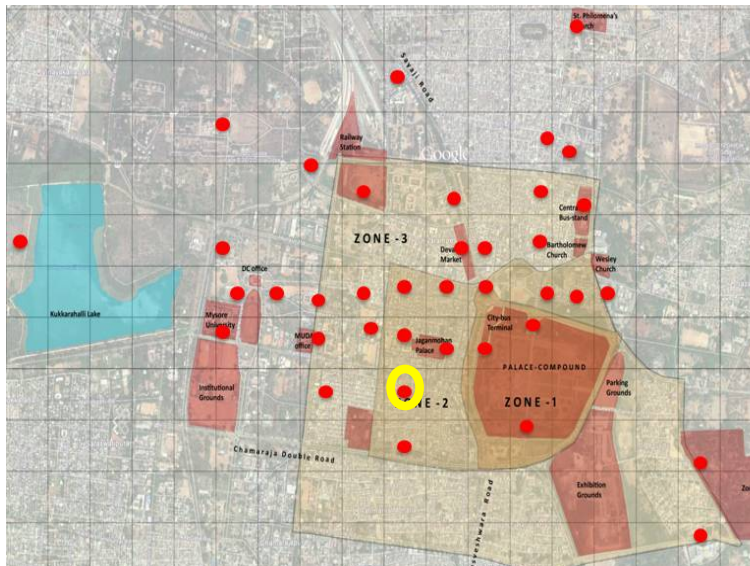 St. Philomena's
Church
Sayaji Road
Railway
Station
Google
Central
Bus-stand
ZONE -3
Devaraja
Market
Bartholomew
Church
Wesley
Church
DC office
Kukkarahalli Lake
Mysore
University
MUDA
office
City-bus
Terminal
Jaganmohan
Palace
PALACE-COMPOUND
Institutional
Grounds
Parking
Grounds
ZONE -2
ZONE -1
Chamaraja Double Road
Exhibition
Grounds
Road